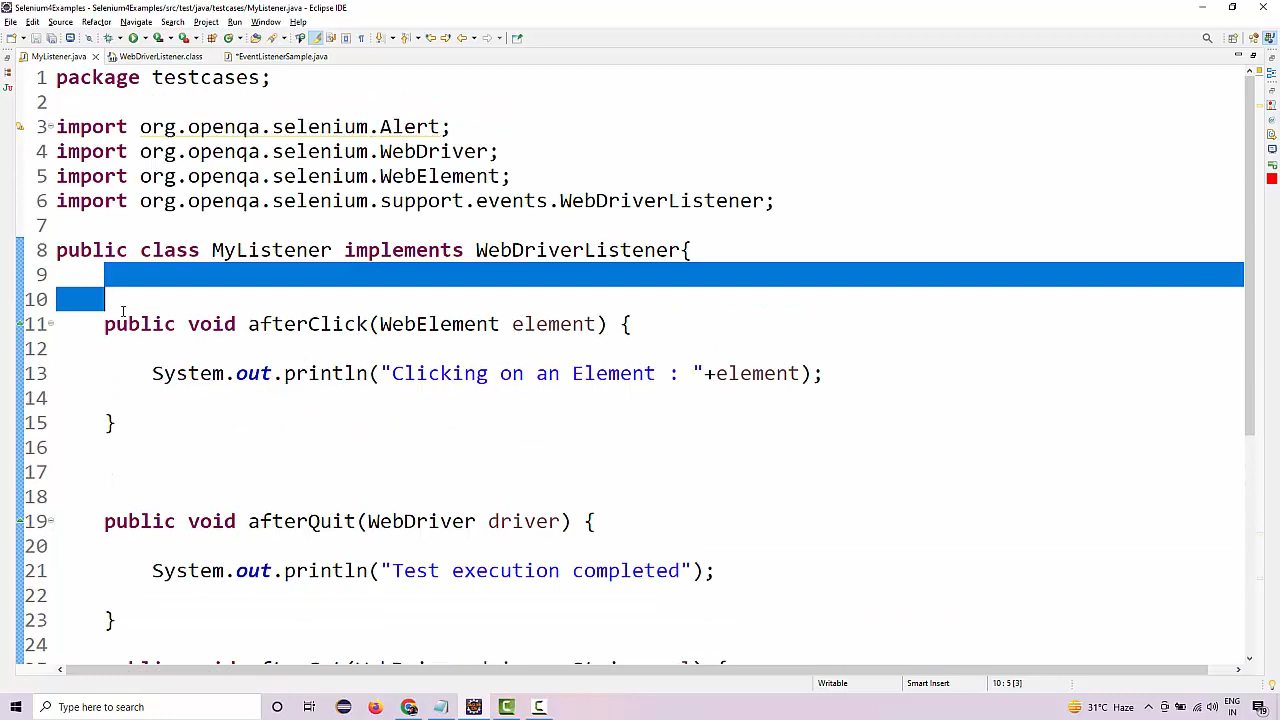 Selenium4Examples - Selenium4Examples/src/test/java/testcases/MyListener.java - Eclipse IDE
File Edit Source Refactor Navigate Search Project Run Window Help
MyListener.java WebDriverListener.class *EventListenerSample.java
1 package testcases;
2
3 import org.openqa.selenium.Alert;
4 import org.openqa.selenium.WebDriver;
5 import org.openqa.selenium.WebElement;
6 import org.openqa.selenium.support.events.WebDriverListener;
7
8 public class MyListener implements WebDriverListener{
9
10
11 public void afterClick(WebElement element) {
12
13 System.out.println("Clicking on an Element : "+element);
14
15 }
16
17
18
19 public void afterQuit(WebDriver driver) {
20
21 System.out.println("Test execution completed");
22
23 }
24
Writable Smart Insert 10 : 5 [3]
Type here to search 31°C Haze ENG
IN